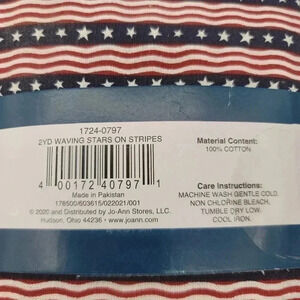 1724-0797
2YD WAVING STARS ON STRIPES
4 00172 40797 1
Made in Pakistan
178500/603615/022021/001
© 2020 and Distributed by Jo-Ann Stores, LLC.
Hudson, Ohio 44236 • www.joann.com
Material Content:
100% COTTON
Care Instructions:
MACHINE WASH GENTLE COLD,
NON CHLORINE BLEACH,
TUMBLE DRY LOW,
COOL IRON.